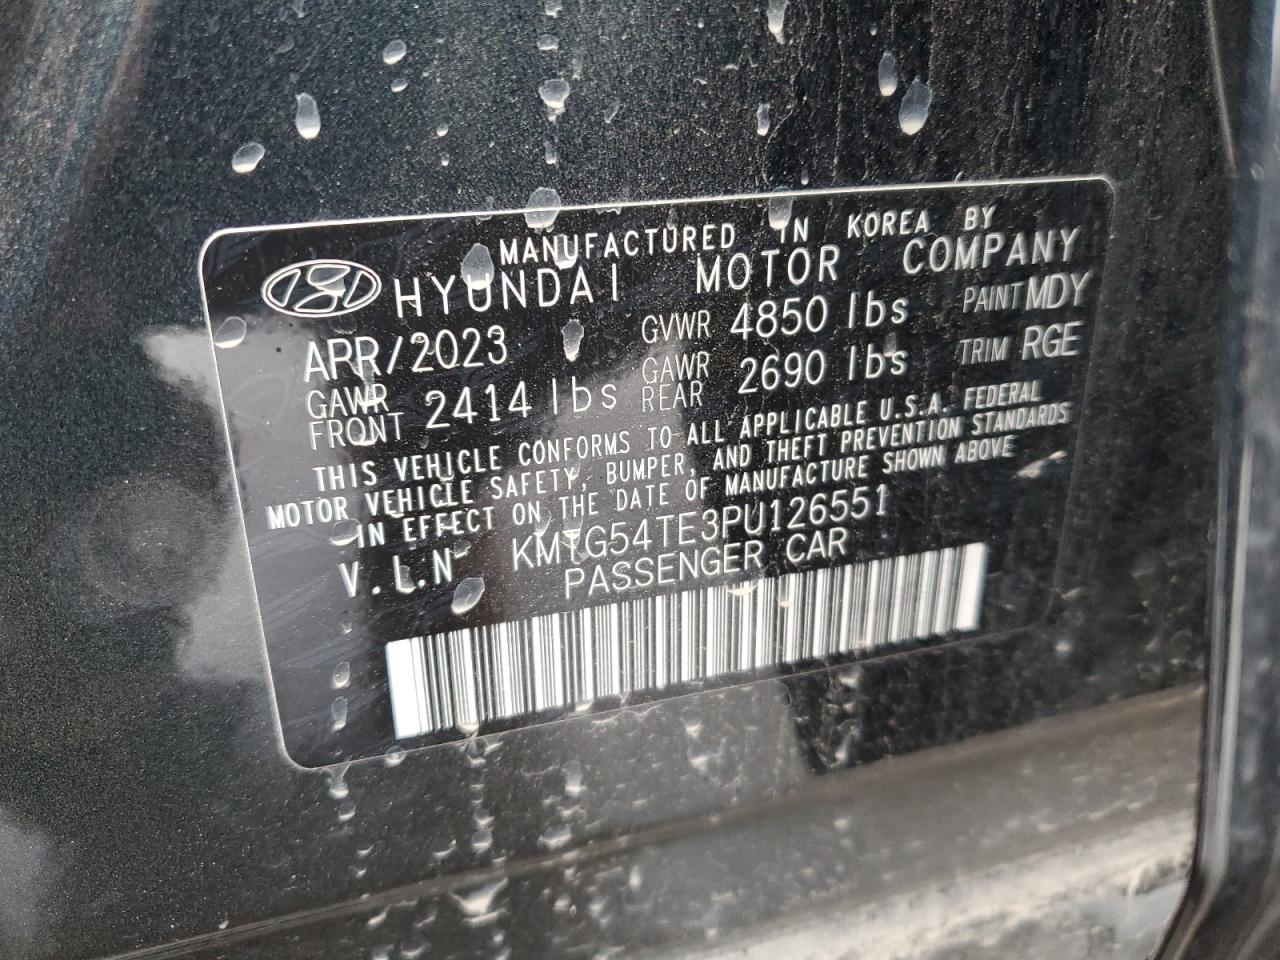 MANUFACTURED IN KOREA BY
HYUNDAI MOTOR COMPANY
APR/2023 GVWR 4850 lbs PAINT MDY
GAWR FRONT 2414 lbs GAWR REAR 2690 lbs TRIM RGE
THIS VEHICLE CONFORMS TO ALL APPLICABLE U.S.A. FEDERAL
MOTOR VEHICLE SAFETY, BUMPER, AND THEFT PREVENTION STANDARDS
IN EFFECT ON THE DATE OF MANUFACTURE SHOWN ABOVE
V.I.N KMTG54TE3PU126551
PASSENGER CAR